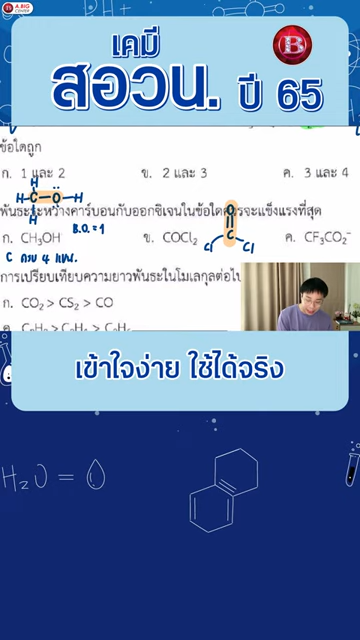 A BIG
CENTER
เคมี
B
สอวน. ปี 65
ข้อใดถูก
ก. 1 และ 2 ข. 2 และ 3 ค. 3 และ 4
H
H C O H
H
O
C
Cl Cl
พันธะระหว่างคาร์บอนกับออกซิเจนในข้อใดควรจะแข็งแรงที่สุด
B.O. = 1
ก. CH₃OH ข. COCl₂ ค. CF₃CO₂⁻
C ครบ 4 แขน
การเปรียบเทียบความยาวพันธะในโมเลกุลต่อไป
ก. CO₂ > CS₂ > CO
เข้าใจง่าย ใช้ได้จริง
H₂O =